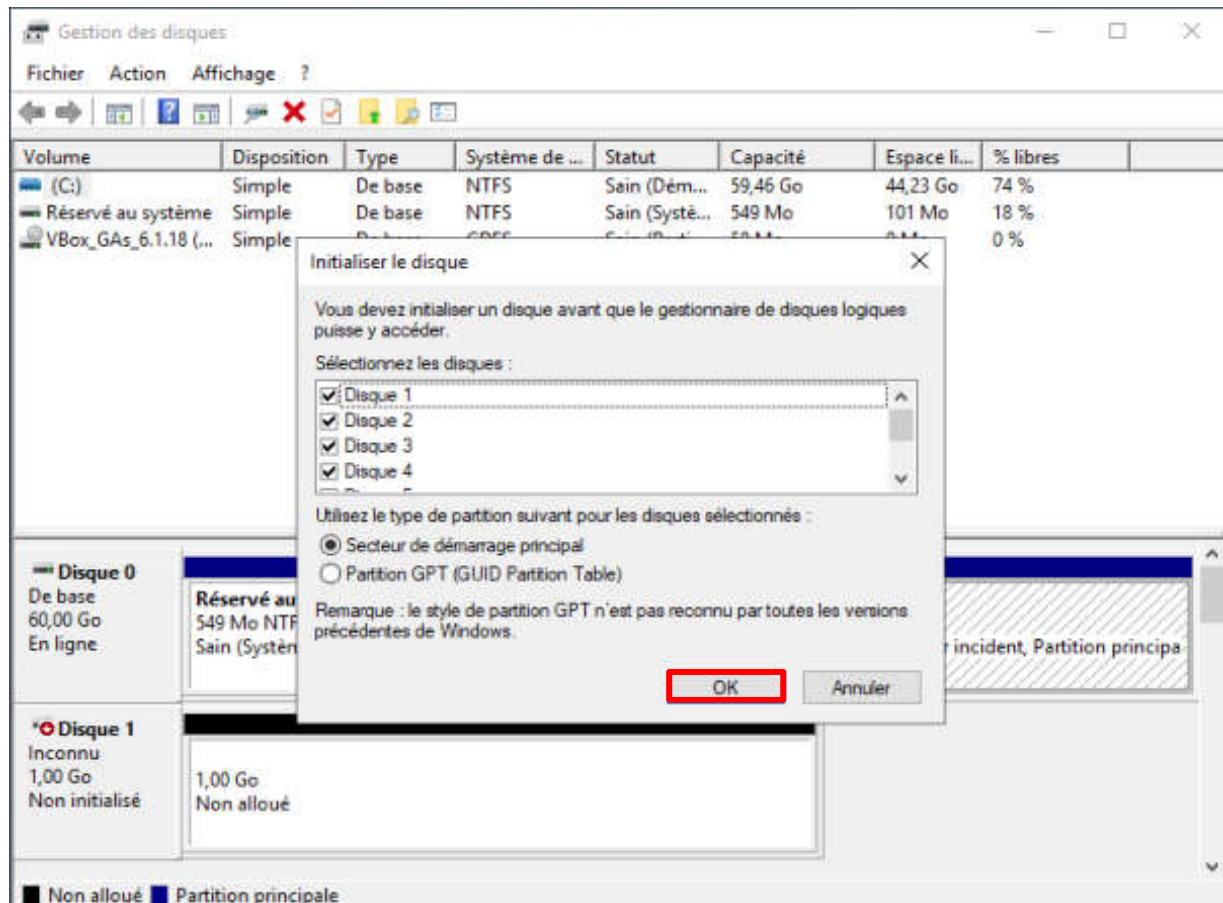 Gestion des disques
Fichier Action Affichage ?
Volume Disposition Type Système de ... Statut Capacité Espace li... % libres
(C:) Simple De base NTFS Sain (Dém... 59,46 Go 44,23 Go 74 %
Réservé au système Simple De base NTFS Sain (Systè... 549 Mo 101 Mo 18 %
VBox_GAs_6.1.18 (... Simple 0 %
Initialiser le disque
Vous devez initialiser un disque avant que le gestionnaire de disques logiques
puisse y accéder.
Sélectionnez les disques :
Disque 1
Disque 2
Disque 3
Disque 4
Utilisez le type de partition suivant pour les disques sélectionnés :
Secteur de démarrage principal
Partition GPT (GUID Partition Table)
Remarque : le style de partition GPT n'est pas reconnu par toutes les versions
précédentes de Windows.
OK Annuler
Disque 0
De base
60,00 Go
En ligne
Réservé au
549 Mo NTF
Sain (Systèn
r incident, Partition principa
Disque 1
Inconnu
1,00 Go
Non initialisé
1,00 Go
Non alloué
Non alloué Partition principale